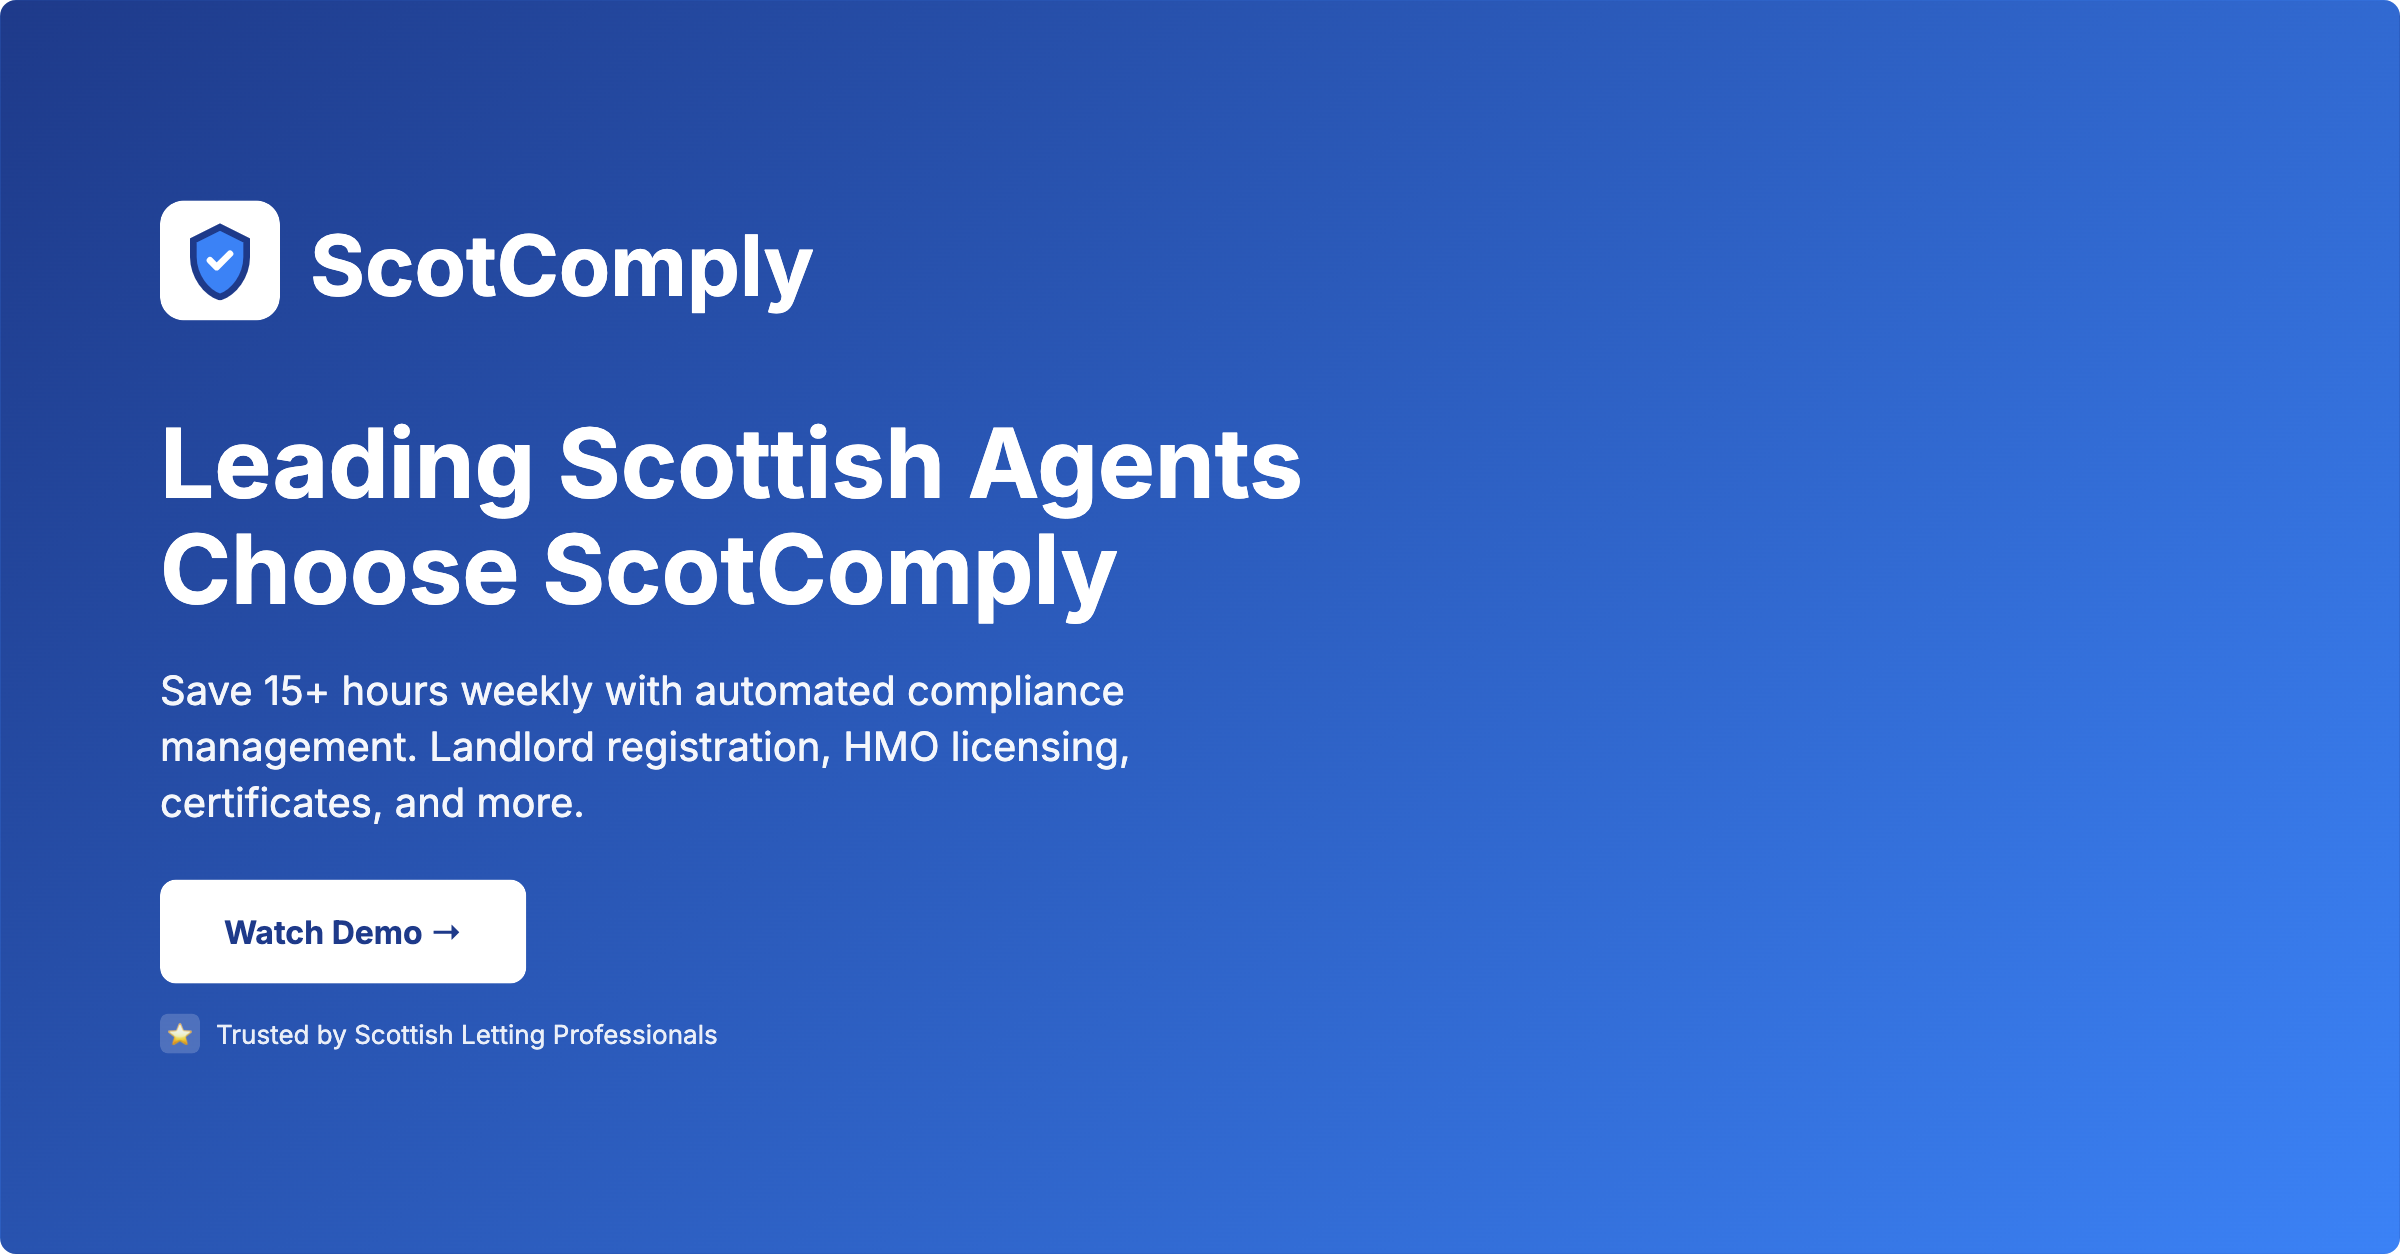 ScotComply
Leading Scottish Agents
Choose ScotComply
Save 15+ hours weekly with automated compliance
management. Landlord registration, HMO licensing,
certificates, and more.
Watch Demo →
Trusted by Scottish Letting Professionals